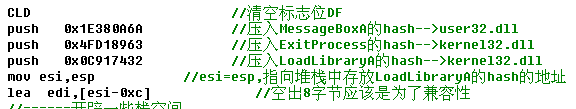 CLD //清空标志位DF
push 0x1E380A6A //压入MessageBoxA的hash-->user32.dll
push 0x4FD18963 //压入ExitProcess的hash-->kernel32.dll
push 0x0C917432 //压入LoadLibraryA的hash-->kernel32.dll
mov esi,esp //esi=esp,指向堆栈中存放LoadLibraryA的hash的地址
lea edi,[esi-0xc] //空出8字节应该是为了兼容性
//------开辟一些栈空间